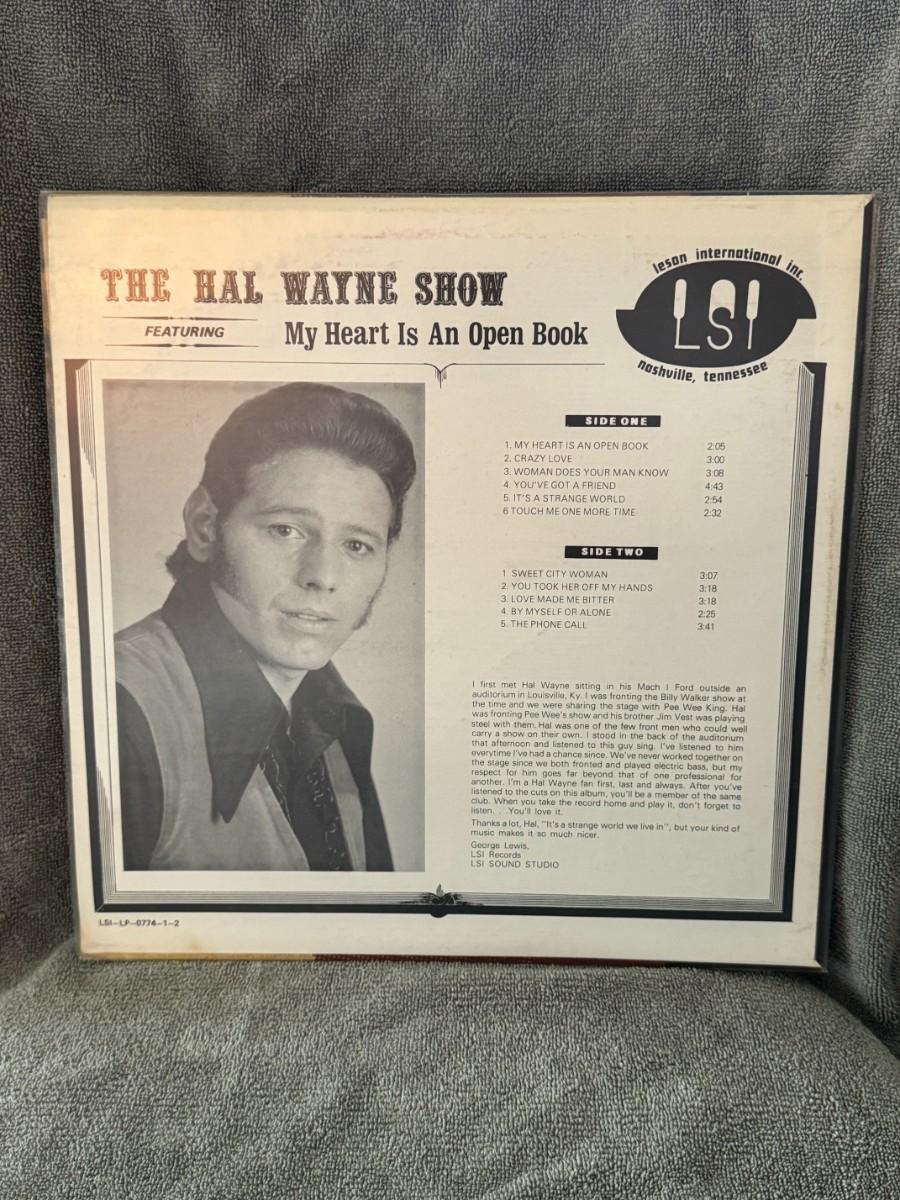 THE HAL WAYNE SHOW
FEATURING
My Heart Is An Open Book
leson international inc.
LSI
nashville, tennessee
SIDE ONE
1. MY HEART IS AN OPEN BOOK 2:05
2. CRAZY LOVE 3:00
3. WOMAN DOES YOUR MAN KNOW 3:08
4. YOU'VE GOT A FRIEND 4:43
5. IT'S A STRANGE WORLD 2:54
6 TOUCH ME ONE MORE TIME 2:32
SIDE TWO
1. SWEET CITY WOMAN 3:07
2. YOU TOOK HER OFF MY HANDS 3:18
3. LOVE MADE ME BITTER 3:18
4. BY MYSELF OR ALONE 2:25
5. THE PHONE CALL 3:41
I first met Hal Wayne sitting in his Mach I Ford outside an
auditorium in Louisville, Ky. I was fronting the Billy Walker show at
the time and we were sharing the stage with Pee Wee King. Hal
was fronting Pee Wee's show and his brother Jim Vest was playing
steel with them. Hal was one of the few front men who could well
carry a show on their own. I stood in the back of the auditorium
that afternoon and listened to this guy sing. I've listened to him
everytime I've had a chance since. We've never worked together on
the stage since we both fronted and played electric bass, but my
respect for him goes far beyond that of one professional for
another. I'm a Hal Wayne fan first, last and always. After you've
listened to the cuts on this album, you'll be a member of the same
club. When you take the record home and play it, don't forget to
listen. . .You'll love it.
Thanks a lot, Hal, "It's a strange world we live in", but your kind of
music makes it so much nicer.
George Lewis,
LSI Records
LSI SOUND STUDIO
LSI-LP-0774-1-2